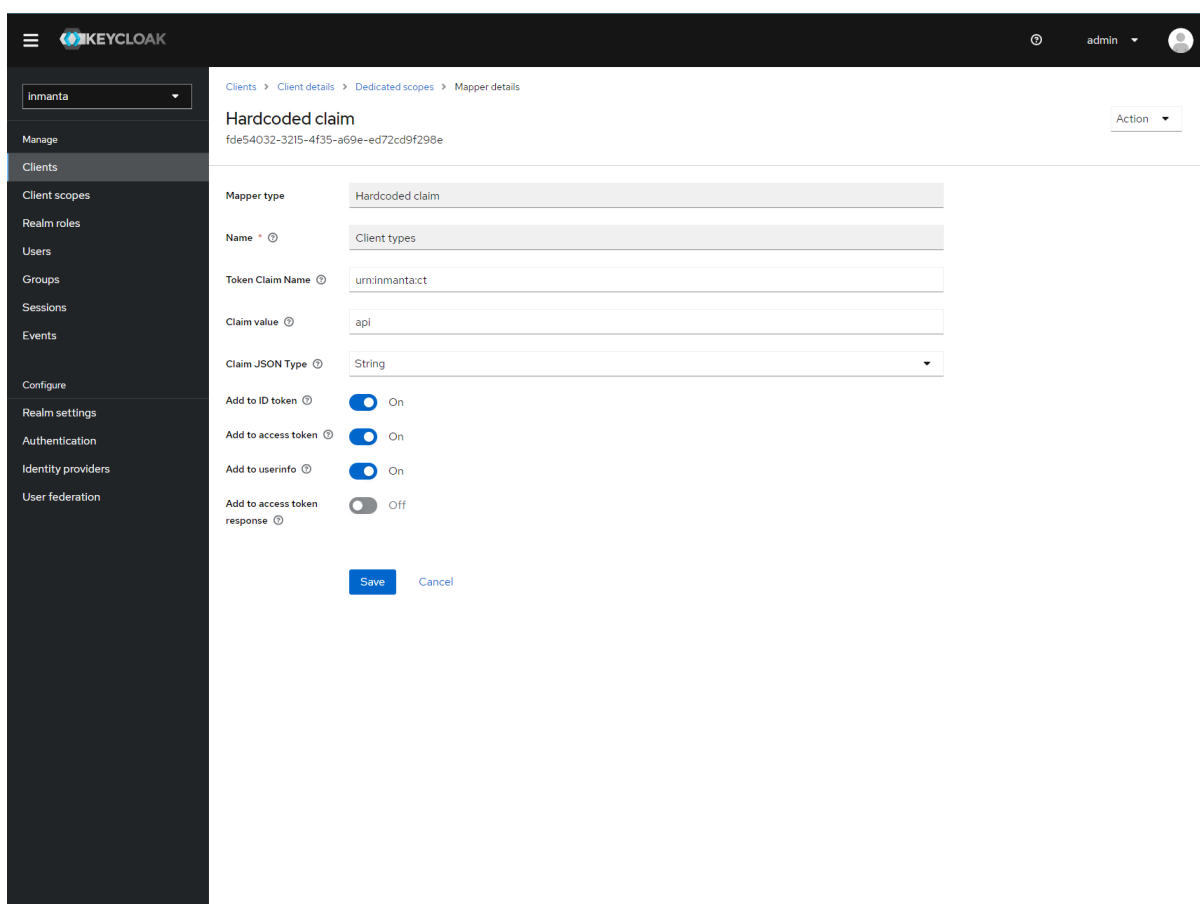 KEYCLOAK
admin
inmanta
Manage
Clients
Client scopes
Realm roles
Users
Groups
Sessions
Events
Configure
Realm settings
Authentication
Identity providers
User federation
Clients > Client details > Dedicated scopes > Mapper details
Hardcoded claim
fde54032-3215-4f35-a69e-ed72cd9f298e
Action
Mapper type Hardcoded claim
Name * Client types
Token Claim Name urn:inmanta:ct
Claim value api
Claim JSON Type String
Add to ID token On
Add to access token On
Add to userinfo On
Add to access token
response Off
Save Cancel